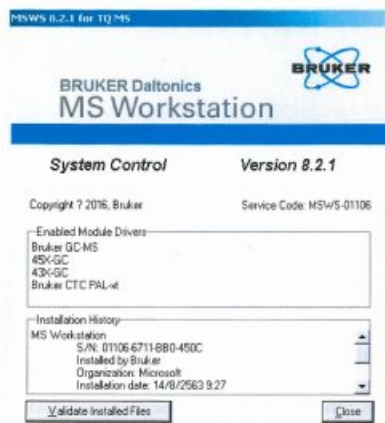 MSWS 8.2.1 for TQ MS
BRUKER
BRUKER Daltonics
MS Workstation
System Control Version 8.2.1
Copyright ? 2016, Bruker Service Code: MSWS-01106
Enabled Module Drivers
Bruker GC-MS
45X-GC
43X-GC
Bruker CTC PAL-xt
Installation History
MS Workstation
S/N: 01106-6711-BB0-450C
Installed by Bruker
Organization: Microsoft
Installation date: 14/8/2563 9:27
Validate Installed Files Close